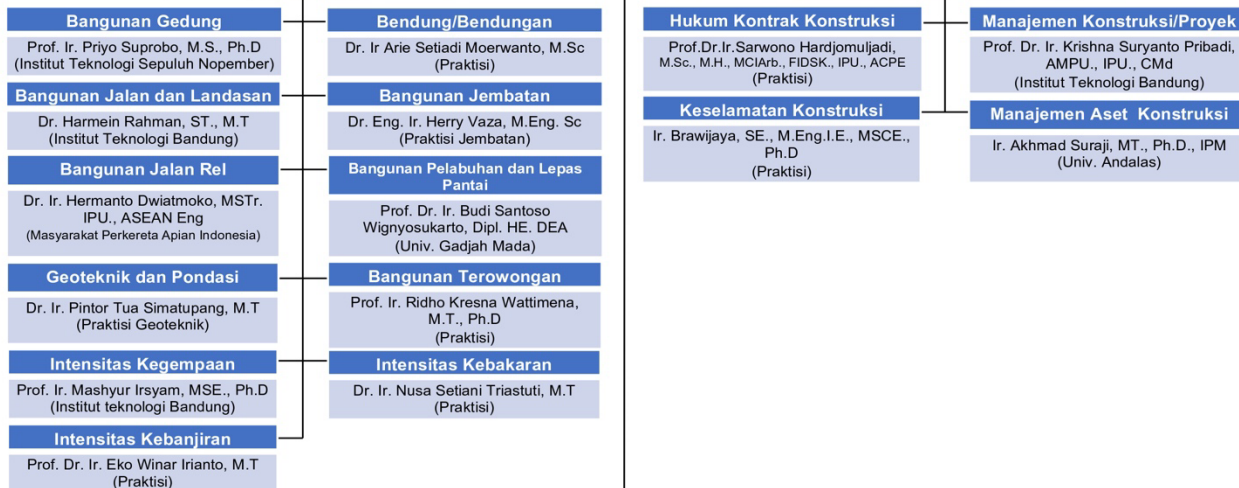 Bangunan Gedung
Prof. Ir. Priyo Suprobo, M.S., Ph.D
(Institut Teknologi Sepuluh Nopember)
Bendung/Bendungan
Dr. Ir Arie Setiadi Moerwanto, M.Sc
(Praktisi)
Bangunan Jalan dan Landasan
Dr. Harmein Rahman, ST., M.T
(Institut Teknologi Bandung)
Bangunan Jembatan
Dr. Eng. Ir. Herry Vaza, M.Eng. Sc
(Praktisi Jembatan)
Bangunan Jalan Rel
Dr. Ir. Hermanto Dwiatmoko, MSTr.
IPU., ASEAN Eng
(Masyarakat Perkereta Apian Indonesia)
Bangunan Pelabuhan dan Lepas
Pantai
Prof. Dr. Ir. Budi Santoso
Wignyosukarto, Dipl. HE. DEA
(Univ. Gadjah Mada)
Geoteknik dan Pondasi
Dr. Ir. Pintor Tua Simatupang, M.T
(Praktisi Geoteknik)
Bangunan Terowongan
Prof. Ir. Ridho Kresna Wattimena,
M.T., Ph.D
(Praktisi)
Intensitas Kegempaan
Prof. Ir. Mashyur Irsyam, MSE., Ph.D
(Institut teknologi Bandung)
Intensitas Kebakaran
Dr. Ir. Nusa Setiani Triastuti, M.T
(Praktisi)
Intensitas Kebanjiran
Prof. Dr. Ir. Eko Winar Irianto, M.T
(Praktisi)
Hukum Kontrak Konstruksi
Prof.Dr.Ir.Sarwono Hardjomuljadi,
M.Sc., M.H., MCIArb., FIDSK., IPU., ACPE
(Praktisi)
Manajemen Konstruksi/Proyek
Prof. Dr. Ir. Krishna Suryanto Pribadi,
AMPU., IPU., CMd
(Institut Teknologi Bandung)
Keselamatan Konstruksi
Ir. Brawijaya, SE., M.Eng.I.E., MSCE.,
Ph.D
(Praktisi)
Manajemen Aset Konstruksi
Ir. Akhmad Suraji, MT., Ph.D., IPM
(Univ. Andalas)